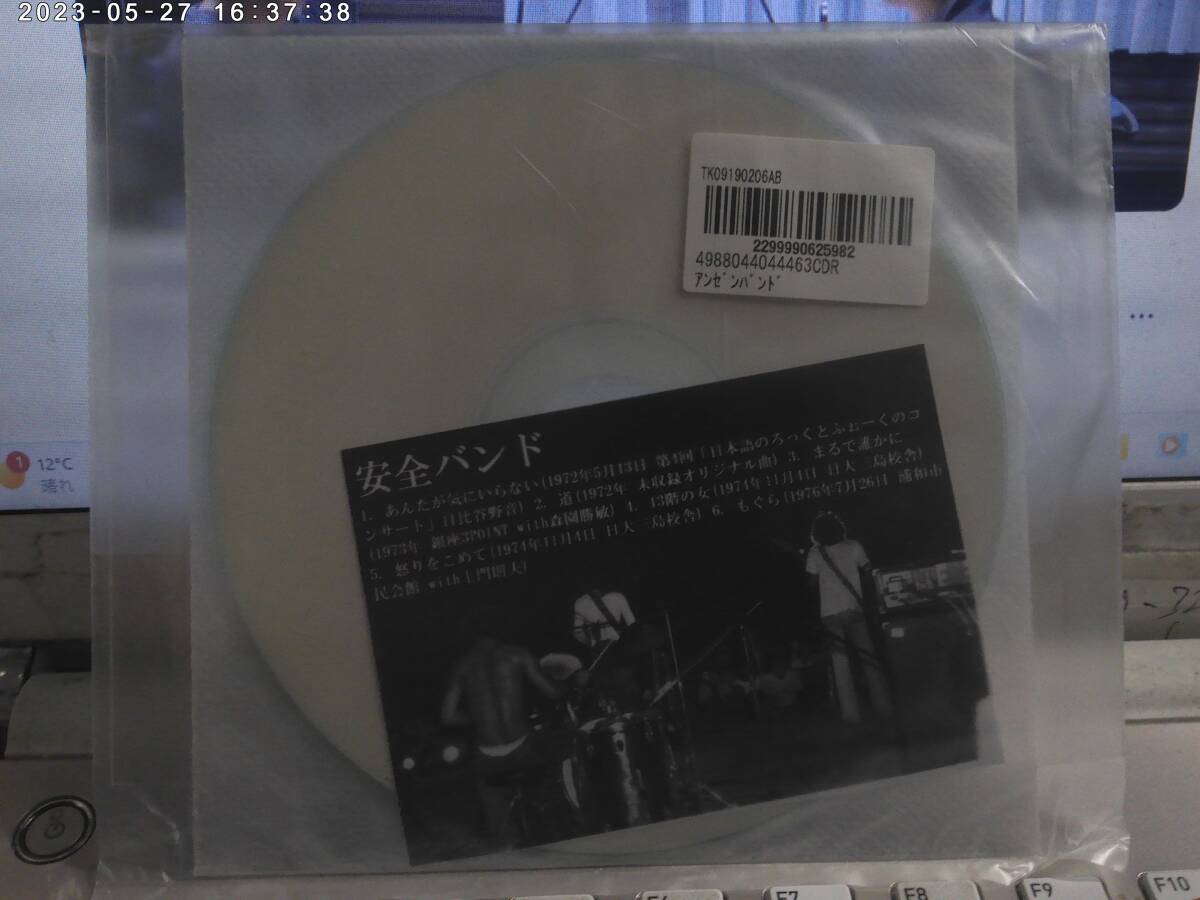 2023-05-27 16:37:38
TK09190206AB
2299990625982
4988044044463CDR
ｱﾝｾﾞﾝﾊﾞﾝﾄﾞ
安全バンド
1. あんたが気にいらない(1972年5月13日 第4回「日本語のろっくとふぉーくのコ
ンサート」日比谷野音) 2. 道(1972年 未収録オリジナル曲) 3. まるで誰かに
(1973年 銀座3POINT with森園勝敏) 4. 13階の女(1974年11月4日 日大三島校舎)
5. 怒りをこめて(1974年11月4日 日大三島校舎) 6. もぐら(1976年7月26日 浦和市
民会館 with土門則夫)
1
12°C
晴れ
...
F6
F7
F8
F9
F10